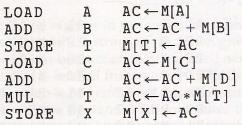 LOAD A AC←M[A]
ADD B AC←AC + M[B]
STORE T M[T]←AC
LOAD C AC←M[C]
ADD D AC←AC + M[D]
MUL T AC←AC*M[T]
STORE X M[X]←AC